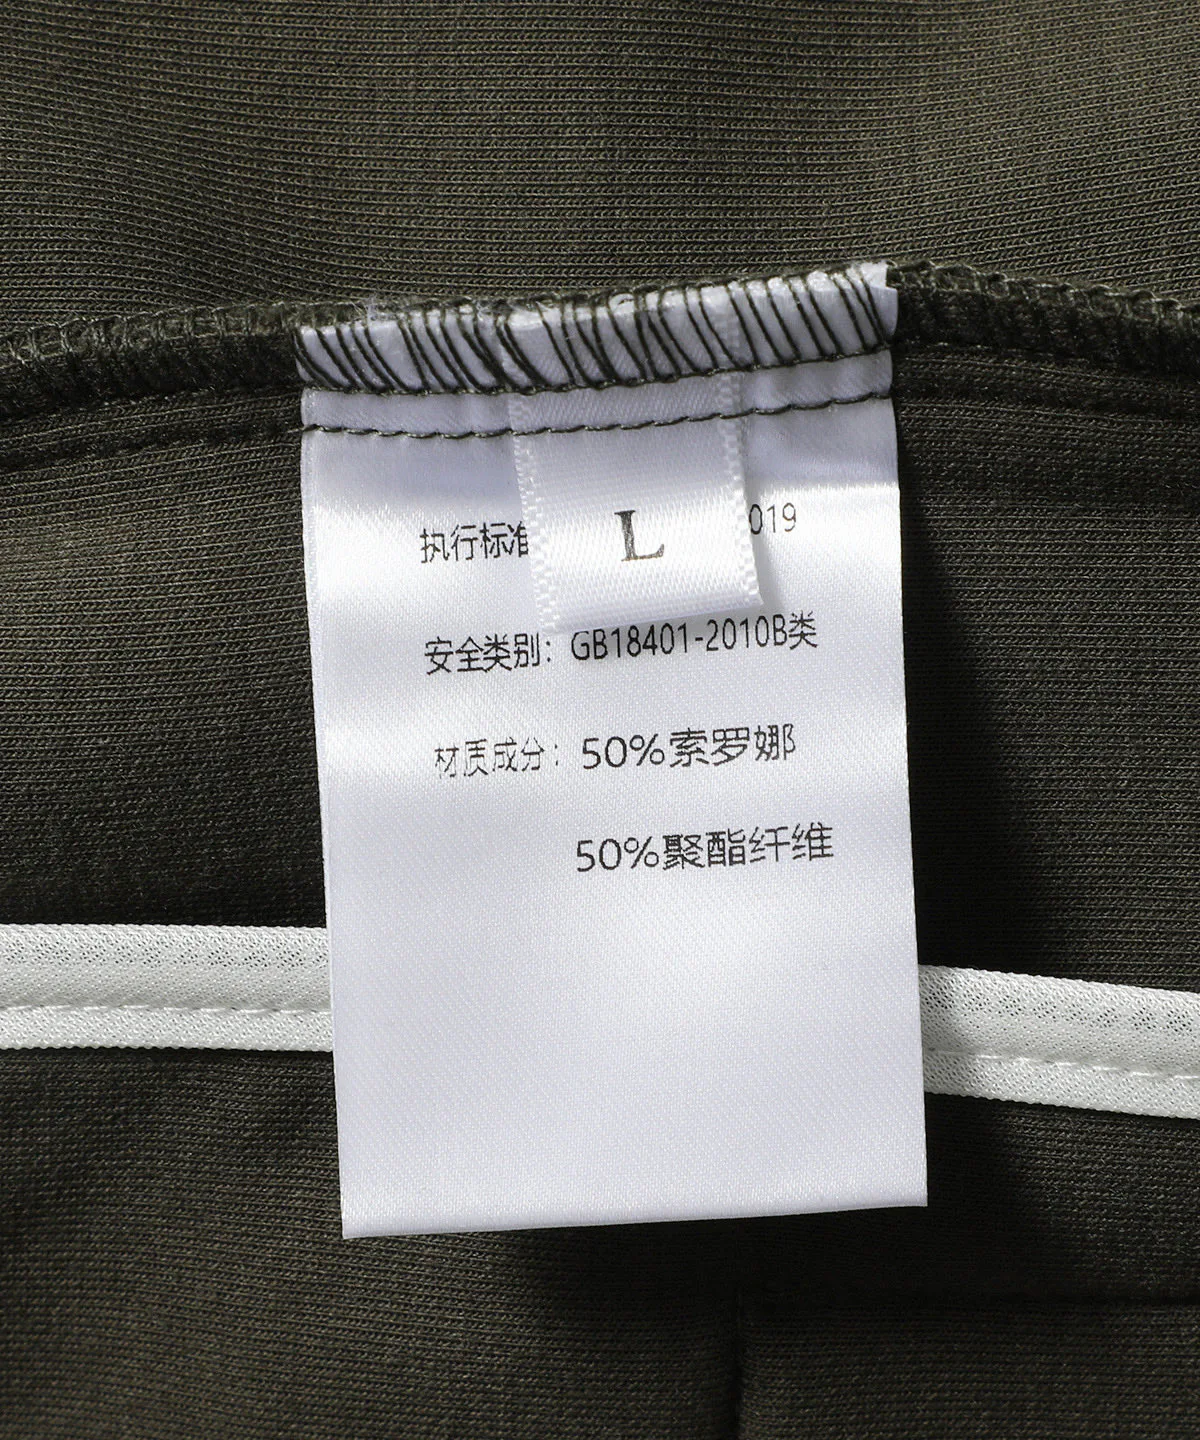 执行标准 019
L
安全类别：GB18401-2010B类
材质成分：50%索罗娜
50%聚酯纤维